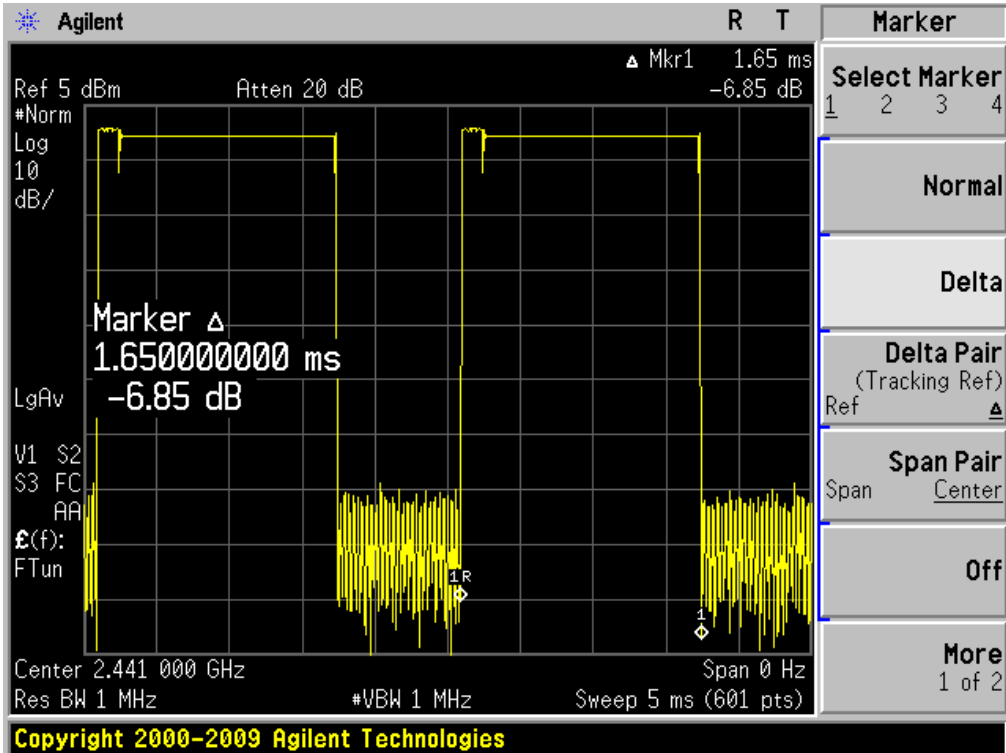 Agilent R T Marker
Δ Mkr1 1.65 ms
Ref 5 dBm Atten 20 dB -6.85 dB
#Norm
Log
10
dB/
Marker Δ
1.650000000 ms
-6.85 dB
LgAv
V1 S2
S3 FC
AA
£(f):
FTun
1R
1
Center 2.441 000 GHz Span 0 Hz
Res BW 1 MHz #VBW 1 MHz Sweep 5 ms (601 pts)
Select Marker
1 2 3 4
Normal
Delta
Delta Pair
(Tracking Ref)
Ref Δ
Span Pair
Span Center
Off
More
1 of 2
Copyright 2000-2009 Agilent Technologies